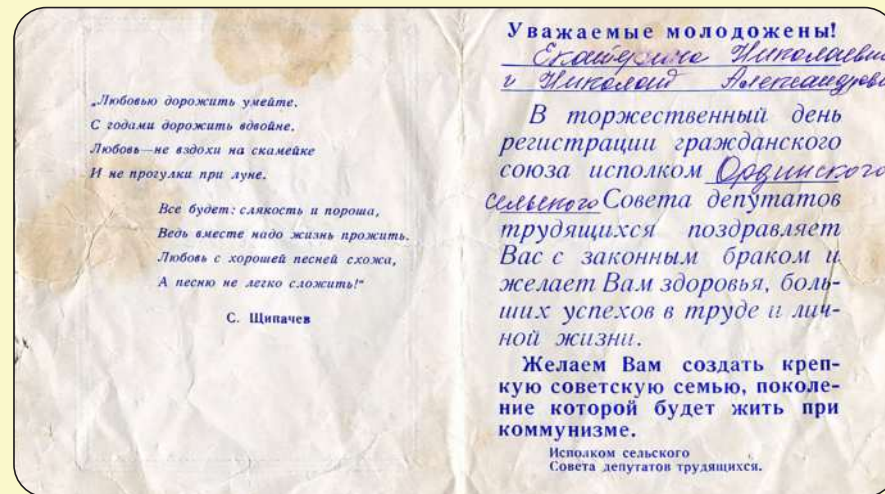 „Любовью дорожить умейте.
С годами дорожить вдвойне.
Любовь—не вздохи на скамейке
И не прогулки при луне.
Все будет: слякость и пороша,
Ведь вместе надо жизнь прожить.
Любовь с хорошей песней схожа,
А песню не легко сложить!“
С. Щипачев
Уважаемые молодожены!
Екатерина Николаевна
и Николай Александрови
В торжественный день
регистрации гражданского
союза исполком Ординского
сельского Совета депутатов
трудящихся поздравляет
Вас с законным браком и
желает Вам здоровья, боль-
ших успехов в труде и лич-
ной жизни.
Желаем Вам создать креп-
кую советскую семью, поколе-
ние которой будет жить при
коммунизме.
Исполком сельского
Совета депутатов трудящихся.